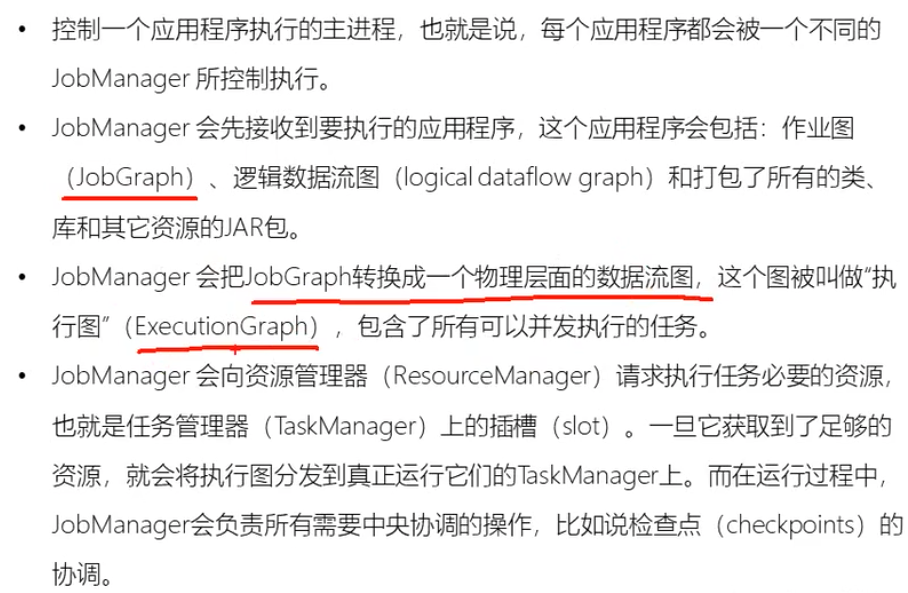 • 控制一个应用程序执行的主进程，也就是说，每个应用程序都会被一个不同的
JobManager 所控制执行。
• JobManager 会先接收到要执行的应用程序，这个应用程序会包括：作业图
（JobGraph）、逻辑数据流图（logical dataflow graph）和打包了所有的类、
库和其它资源的JAR包。
• JobManager 会把JobGraph转换成一个物理层面的数据流图，这个图被叫做“执
行图”（ExecutionGraph），包含了所有可以并发执行的任务。
• JobManager 会向资源管理器（ResourceManager）请求执行任务必要的资源，
也就是任务管理器（TaskManager）上的插槽（slot）。一旦它获取到了足够的
资源，就会将执行图分发到真正运行它们的TaskManager上。而在运行过程中，
JobManager会负责所有需要中央协调的操作，比如说检查点（checkpoints）的
协调。